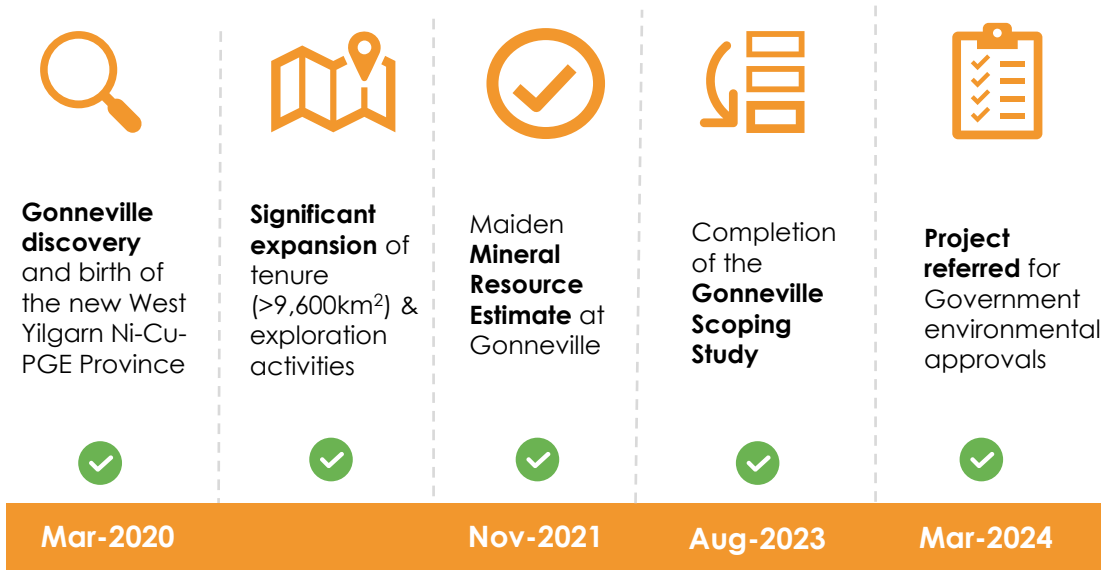 Gonneville
discovery
and birth of
the new West
Yilgarn Ni-Cu-
PGE Province
Significant
expansion of
tenure
(>9,600km²) &
exploration
activities
Maiden
Mineral
Resource
Estimate at
Gonneville
Completion
of the
Gonneville
Scoping
Study
Project
referred for
Government
environmental
approvals
Mar-2020
Nov-2021
Aug-2023
Mar-2024